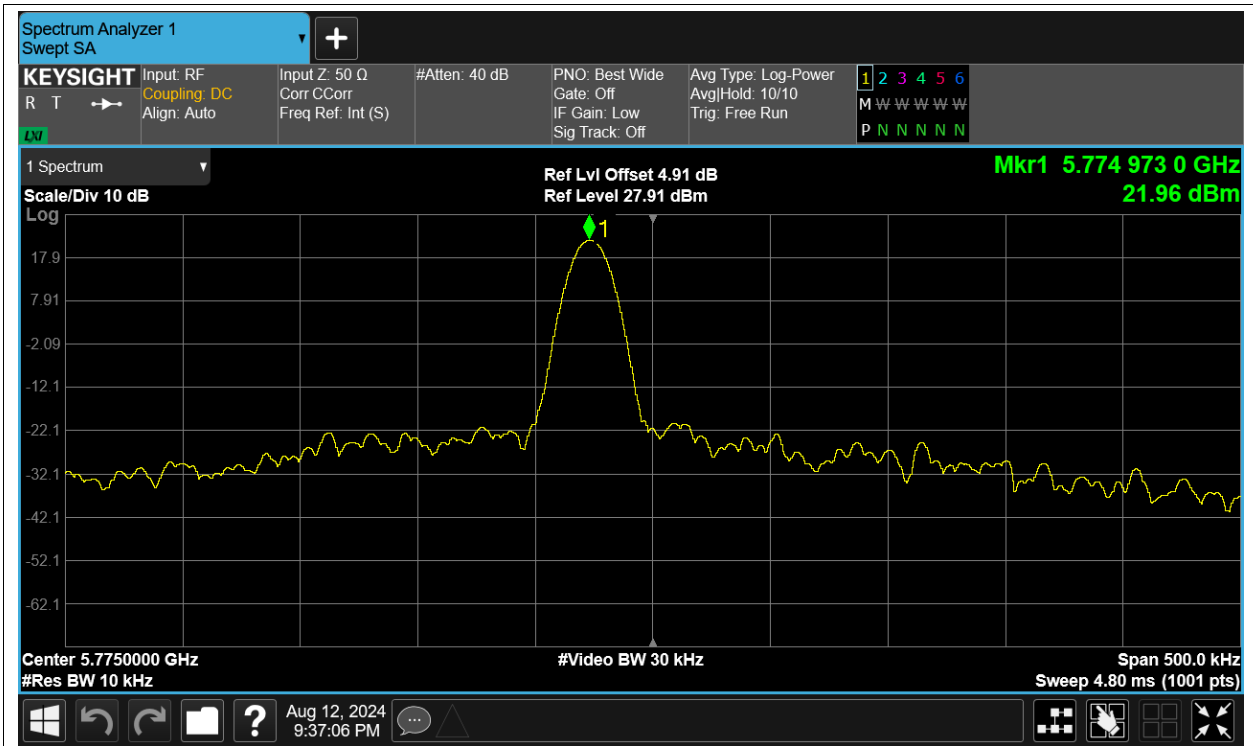 Spectrum Analyzer 1
Swept SA
KEYSIGHT
R T
LXI
Input: RF
Coupling: DC
Align: Auto
Input Z: 50 Ω
Corr CCorr
Freq Ref: Int (S)
#Atten: 40 dB
PNO: Best Wide
Gate: Off
IF Gain: Low
Sig Track: Off
Avg Type: Log-Power
Avg|Hold: 10/10
Trig: Free Run
1 2 3 4 5 6
M W W W W W
P N N N N N
1 Spectrum
Scale/Div 10 dB
Log
Ref Lvl Offset 4.91 dB
Ref Level 27.91 dBm
Mkr1 5.774 973 0 GHz
21.96 dBm
1
17.9
7.91
-2.09
-12.1
-22.1
-32.1
-42.1
-52.1
-62.1
Center 5.7750000 GHz
#Res BW 10 kHz
#Video BW 30 kHz
Span 500.0 kHz
Sweep 4.80 ms (1001 pts)
?
Aug 12, 2024
9:37:06 PM